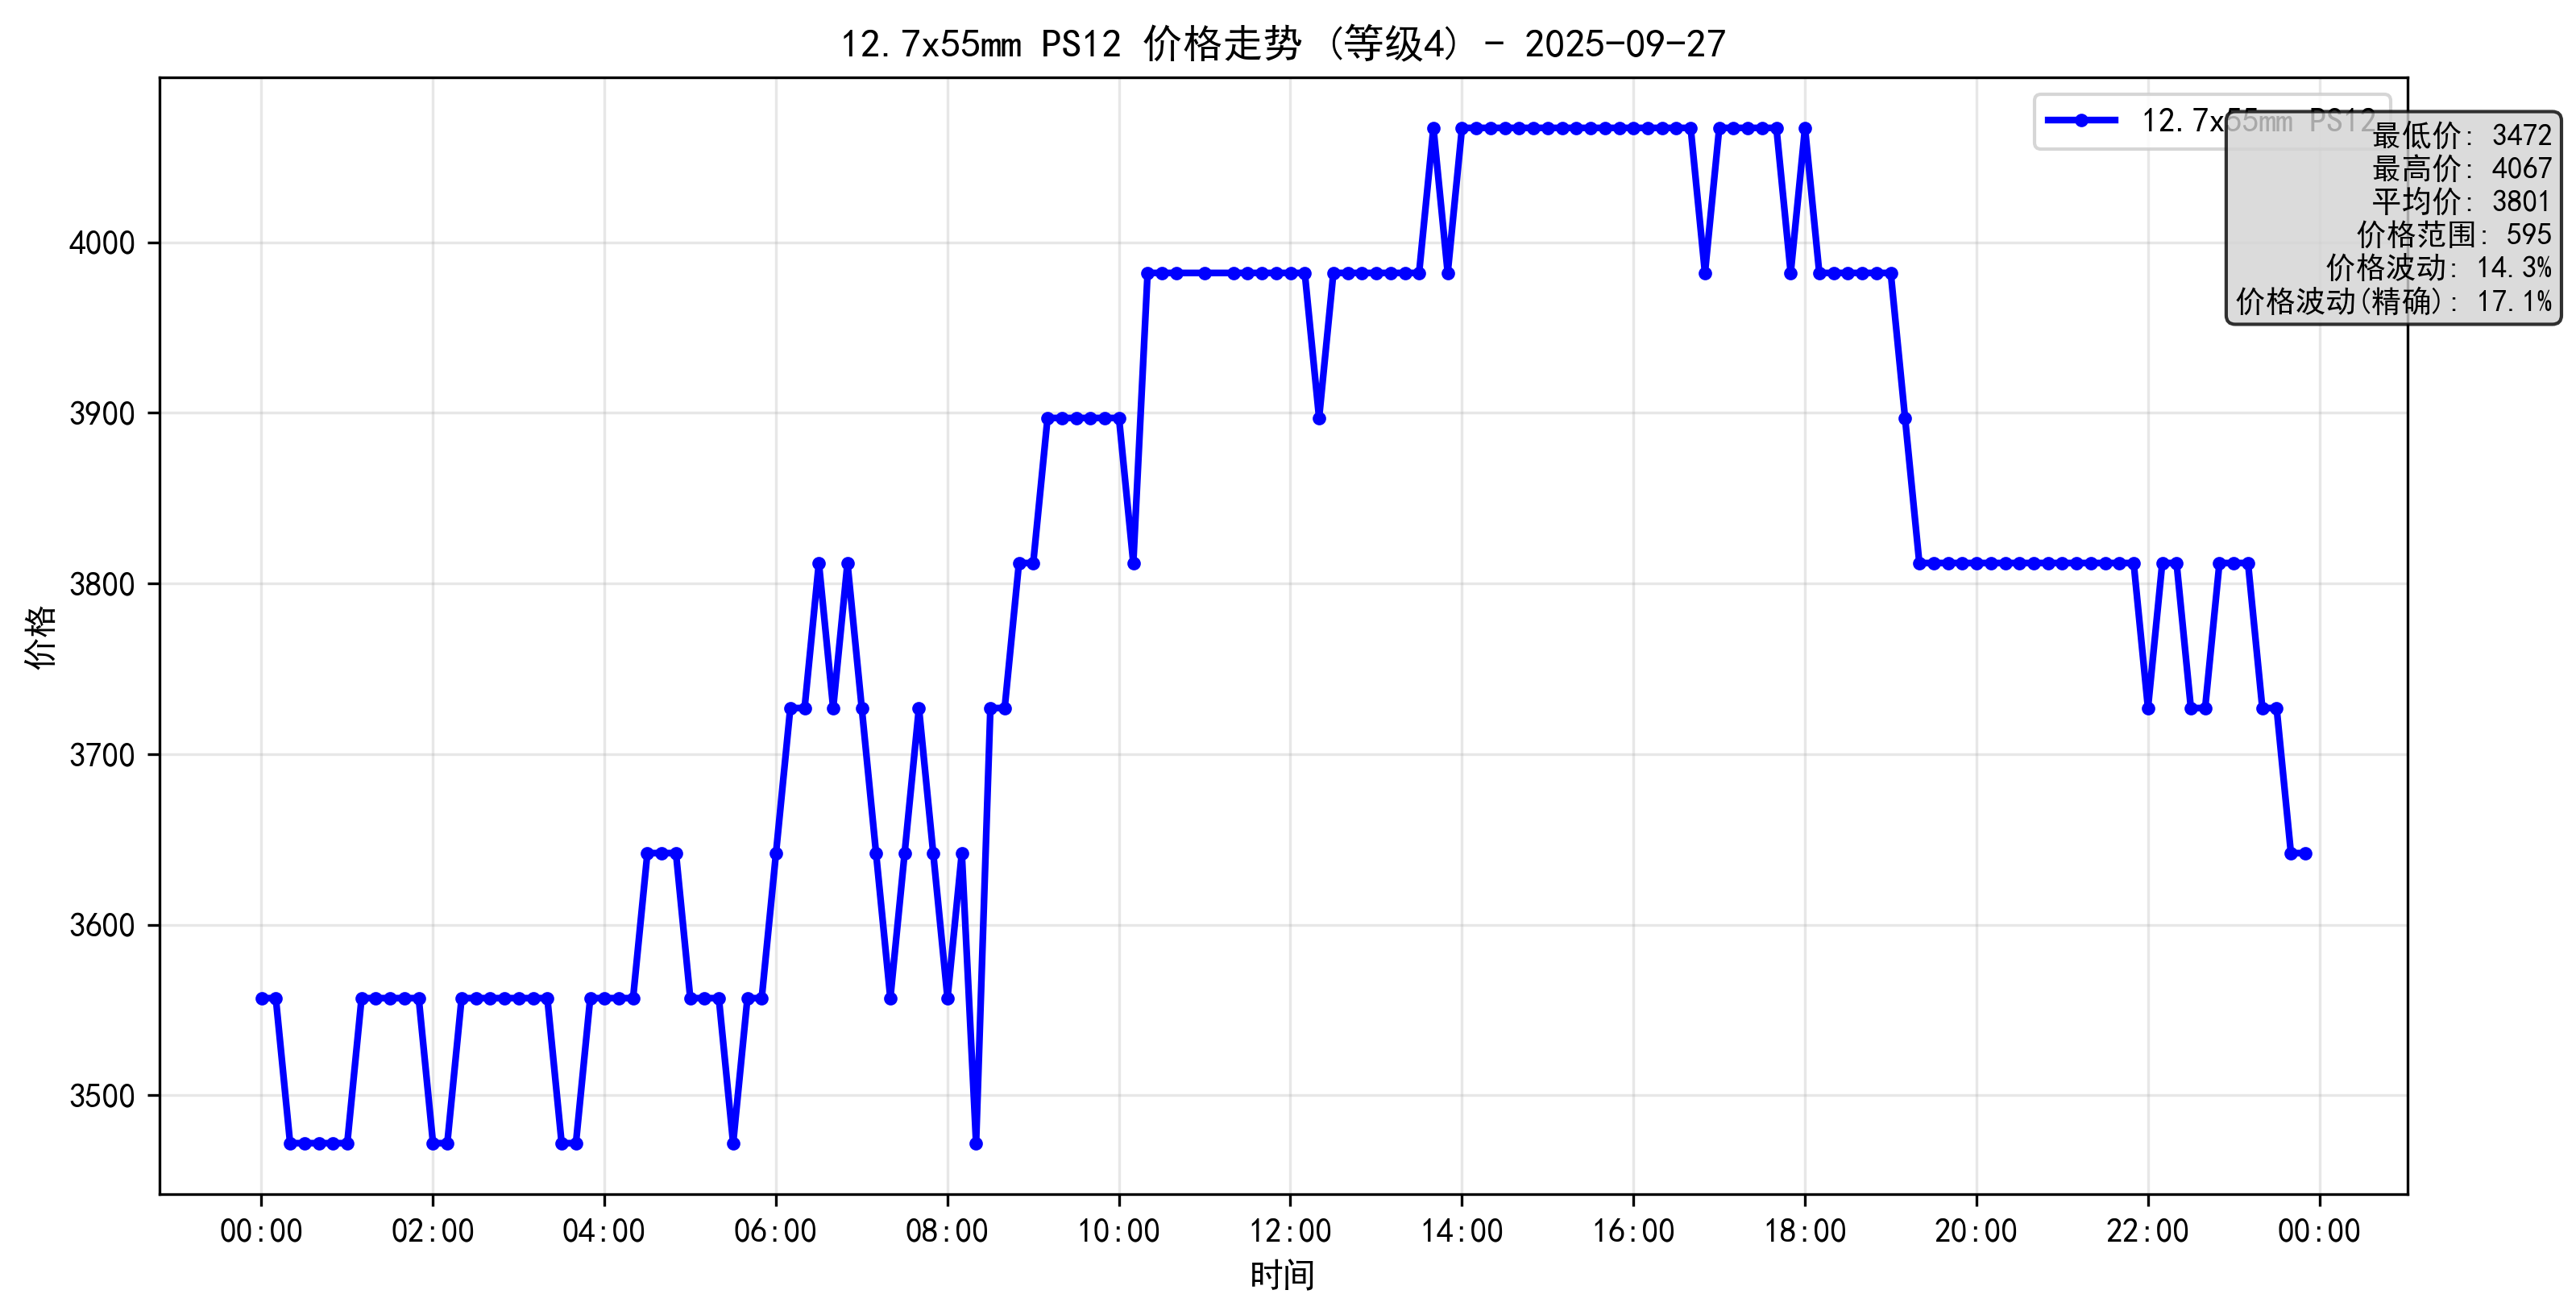 12.7x55mm PS12 价格走势 (等级4) - 2025-09-27
12.7x55mm PS12
最低价: 3472
最高价: 4067
平均价: 3801
价格范围: 595
价格波动: 14.3%
价格波动(精确): 17.1%
4000
3900
3800
3700
3600
3500
价格
00:00 02:00 04:00 06:00 08:00 10:00 12:00 14:00 16:00 18:00 20:00 22:00 00:00
时间